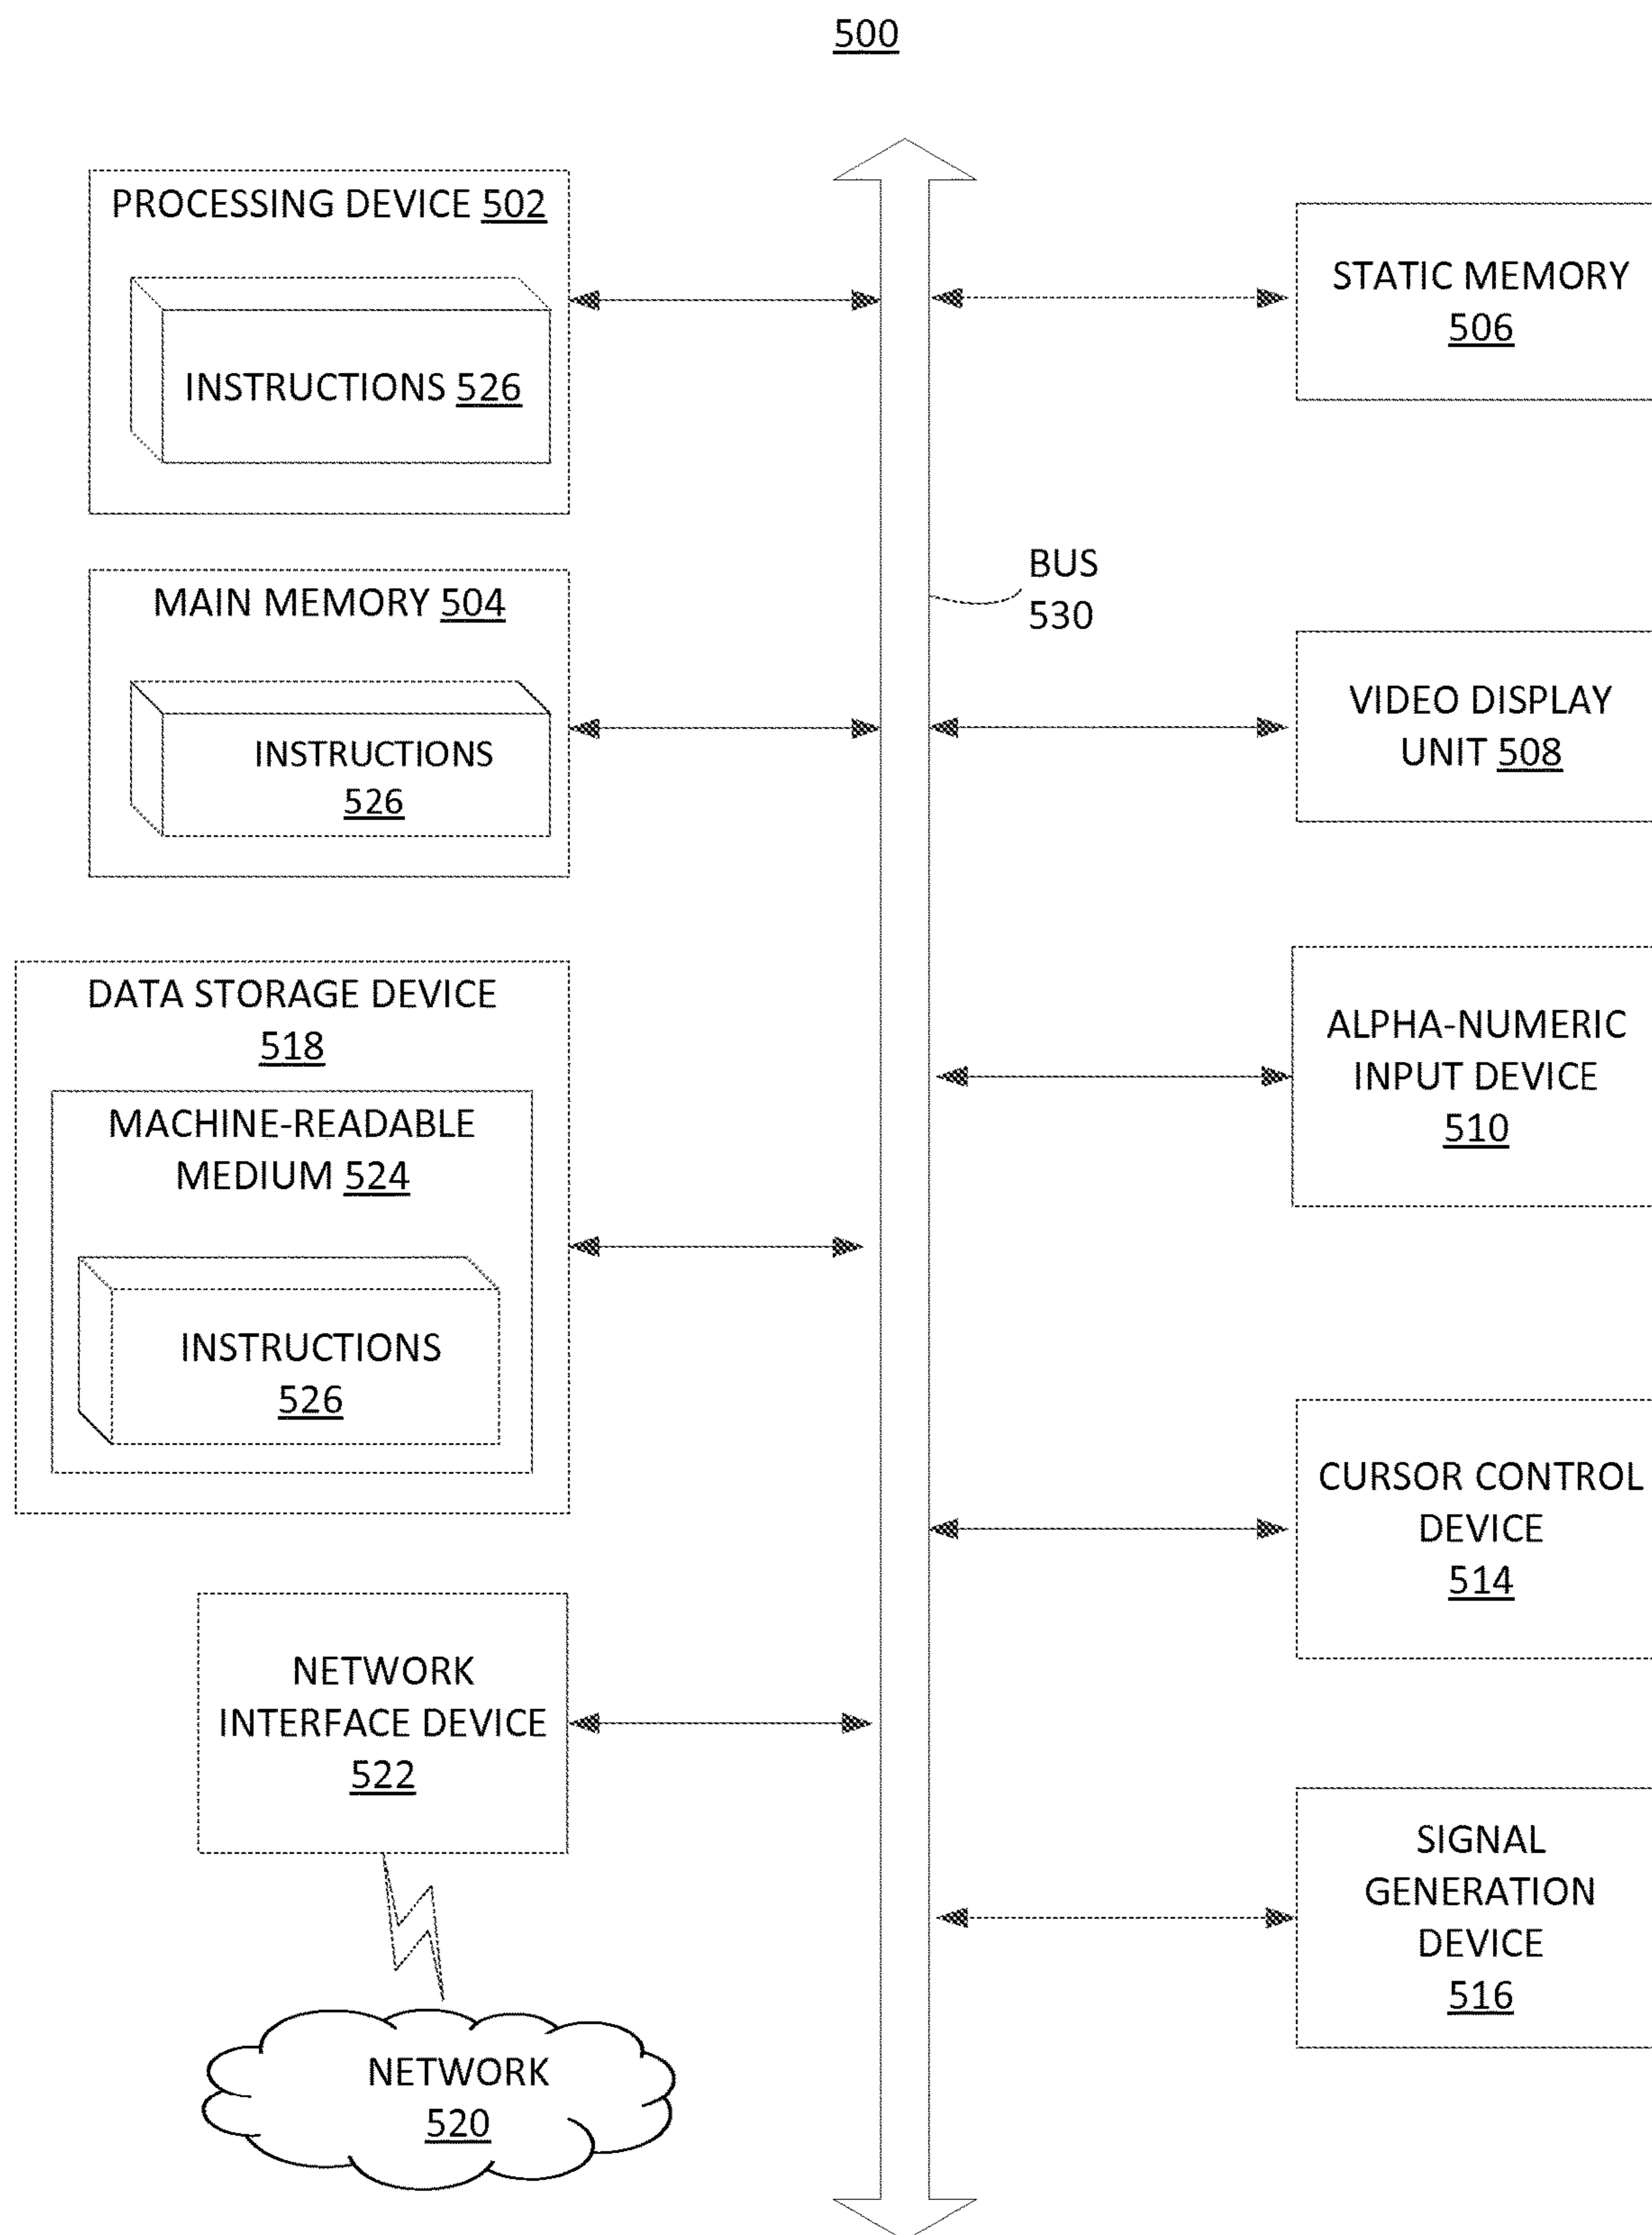 500
PROCESSING DEVICE 502
INSTRUCTIONS 526
MAIN MEMORY 504
INSTRUCTIONS
526
DATA STORAGE DEVICE
518
MACHINE-READABLE
MEDIUM 524
INSTRUCTIONS
526
NETWORK
INTERFACE DEVICE
522
NETWORK
520
BUS
530
STATIC MEMORY
506
VIDEO DISPLAY
UNIT 508
ALPHA-NUMERIC
INPUT DEVICE
510
CURSOR CONTROL
DEVICE
514
SIGNAL
GENERATION
DEVICE
516